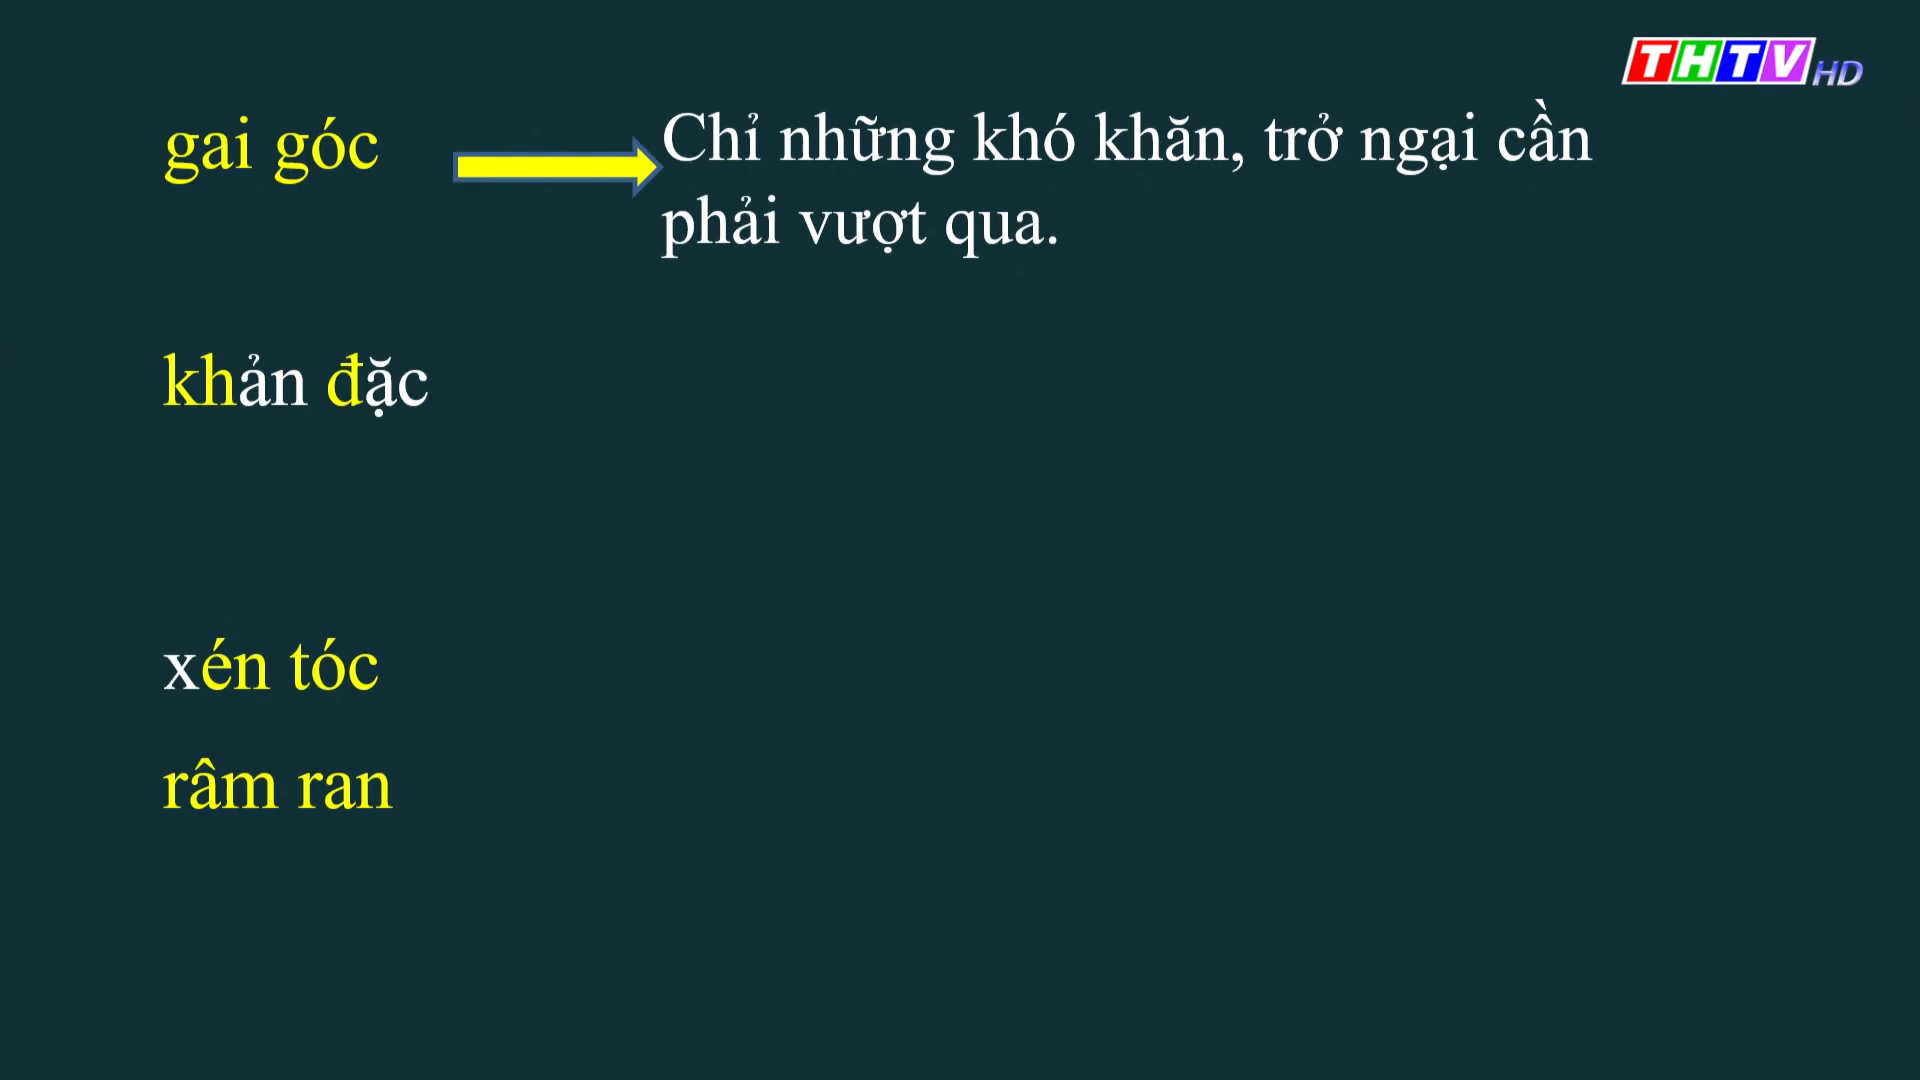 THTV HD
gai góc
Chỉ những khó khăn, trở ngại cần
phải vượt qua.
khản đặc
xén tóc
râm ran